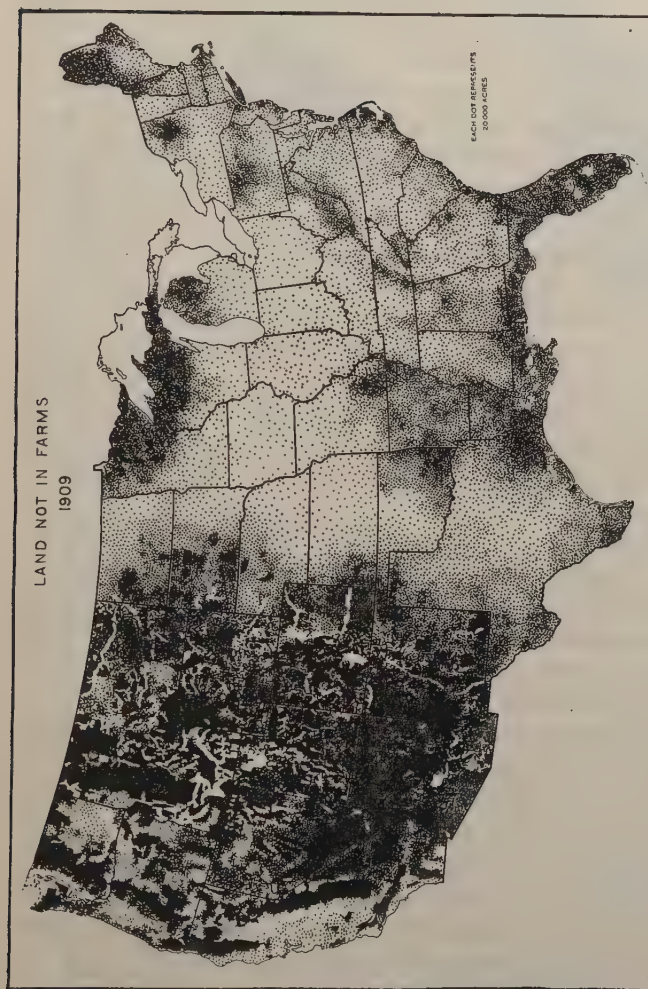 LAND NOT IN FARMS
1909
EACH DOT REPRESENTS
20.000 ACRES